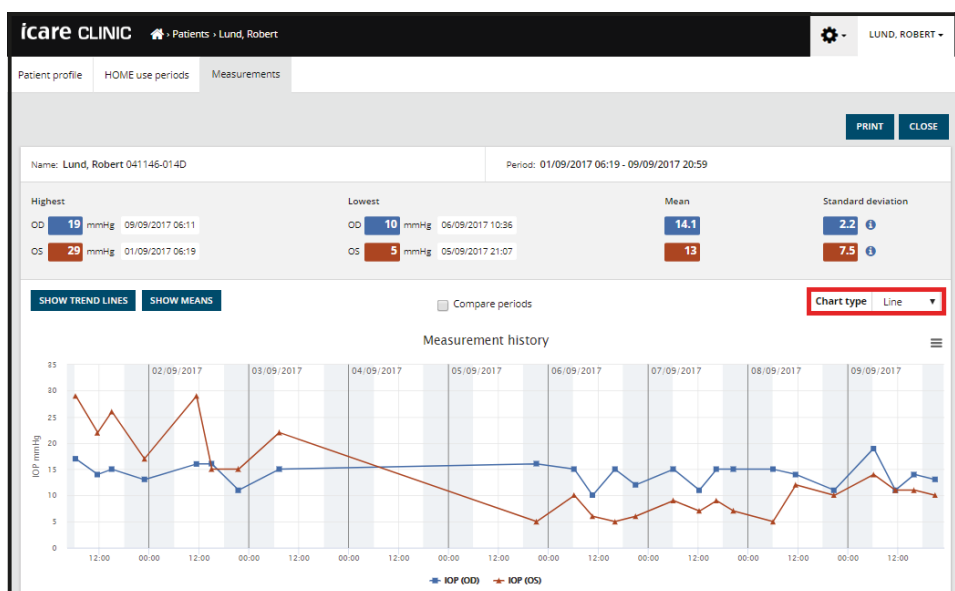 icare CLINIC › Patients › Lund, Robert LUND, ROBERT
Patient profile HOME use periods Measurements
PRINT CLOSE
Name: Lund, Robert 041146-014D Period: 01/09/2017 06:19 - 09/09/2017 20:59
Highest Lowest Mean Standard deviation
OD 19 mmHg 09/09/2017 06:11 OD 10 mmHg 06/09/2017 10:36 14.1 2.2
OS 29 mmHg 01/09/2017 06:19 OS 5 mmHg 05/09/2017 21:07 13 7.5
SHOW TREND LINES SHOW MEANS Compare periods Chart type Line
Measurement history
02/09/2017 03/09/2017 04/09/2017 05/09/2017 06/09/2017 07/09/2017 08/09/2017 09/09/2017
IOP mmHg
35
30
25
20
15
10
5
0
12:00 00:00 12:00 00:00 12:00 00:00 12:00 00:00 12:00 00:00 12:00 00:00 12:00 00:00 12:00 00:00 12:00
IOP (OD) IOP (OS)